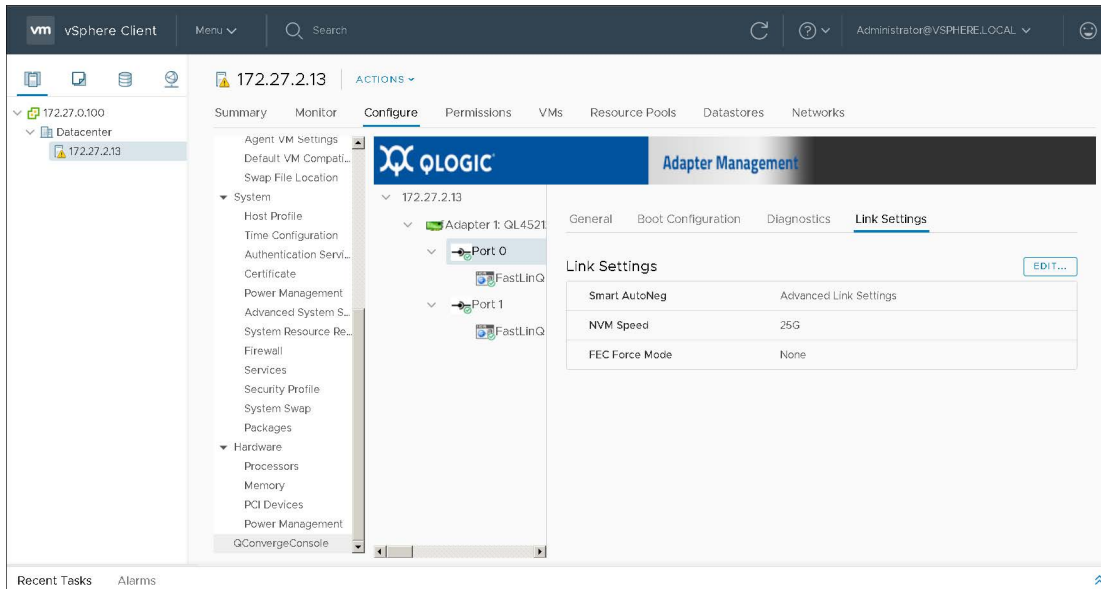 vm vSphere Client Menu Search Administrator@VSPHERE.LOCAL
172.27.2.13 ACTIONS
Summary Monitor Configure Permissions VMs Resource Pools Datastores Networks
172.27.0.100
Datacenter
172.27.2.13
Agent VM Settings
Default VM Compati...
Swap File Location
System
Host Profile
Time Configuration
Authentication Servi...
Certificate
Power Management
Advanced System S...
System Resource Re...
Firewall
Services
Security Profile
System Swap
Packages
Hardware
Processors
Memory
PCI Devices
Power Management
QConvergeConsole
QLOGIC Adapter Management
172.27.2.13
Adapter 1: QL4521
Port 0
FastLinQ
Port 1
FastLinQ
General Boot Configuration Diagnostics Link Settings
Link Settings EDIT...
Smart AutoNeg Advanced Link Settings
NVM Speed 25G
FEC Force Mode None
Recent Tasks Alarms